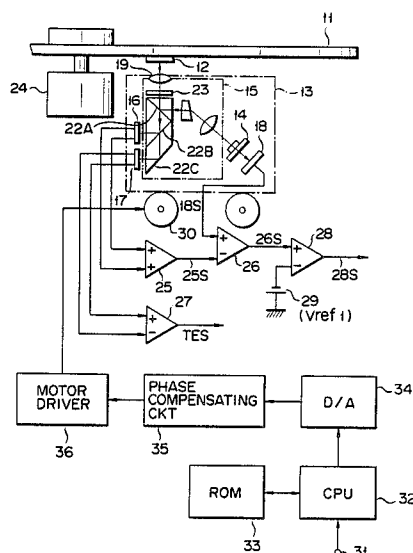 11
12
19
24
16
23
15
13
14
18
22A
22B
22C
17
18S
30
26S
28
25S
25
26
28S
27
29
(Vref 1)
TES
MOTOR
DRIVER
PHASE
COMPENSATING
CKT
D/A
34
36
35
ROM
CPU
32
33
31